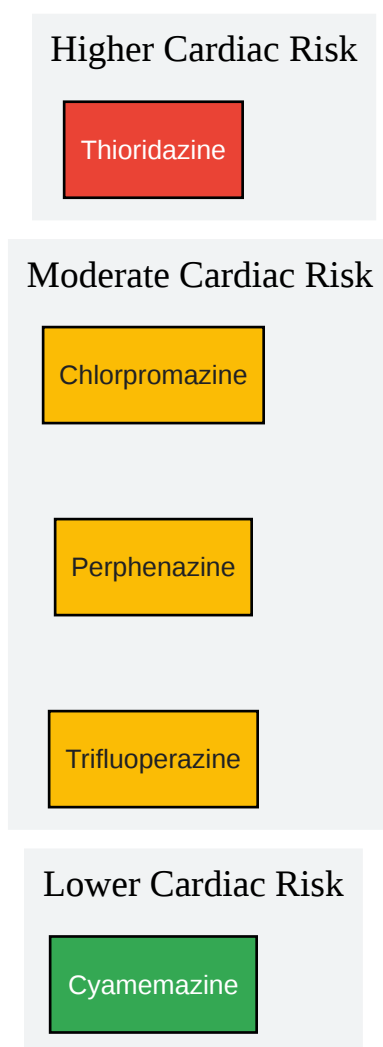 Higher Cardiac Risk
Thioridazine
Moderate Cardiac Risk
Chlorpromazine
Perphenazine
Trifluoperazine
Lower Cardiac Risk
Cyamemazine